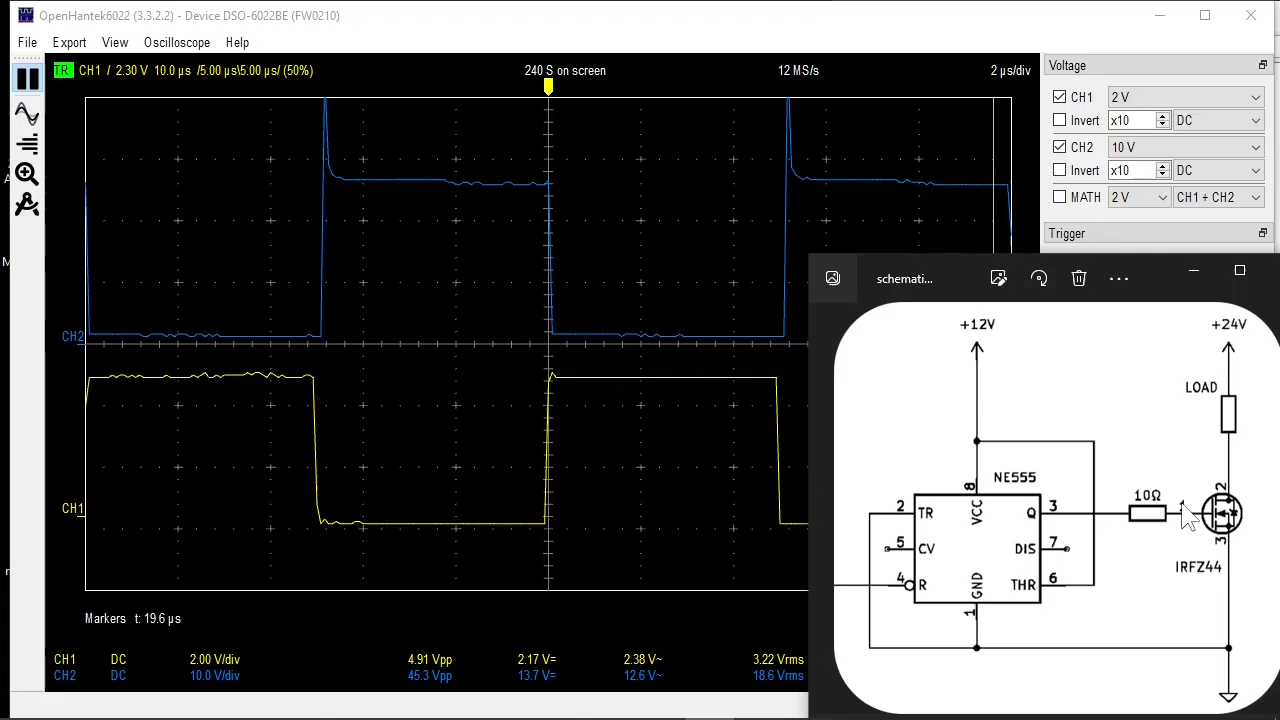 OpenHantek6022 (3.3.2.2) - Device DSO-6022BE (FW0210)
File Export View Oscilloscope Help
TR CH1 / 2.30 V 10.0 µs /5.00 µs\5.00 µs/ (50%) 240 S on screen 12 MS/s 2 µs/div
Voltage
CH1 2 V
Invert x10 DC
CH2 10 V
Invert x10 DC
MATH 2 V CH1 + CH2
Trigger
CH2
CH1
Markers t: 19.6 µs
CH1 DC 2.00 V/div 4.91 Vpp 2.17 V= 2.38 V~ 3.22 Vrms
CH2 DC 10.0 V/div 45.3 Vpp 13.7 V= 12.6 V~ 18.6 Vrms
schemati...
+12V +24V
LOAD
NE555
8
VCC
10Ω
2
2 TR Q 3
5 CV DIS 7
3
IRFZ44
4 R GND THR 6
1